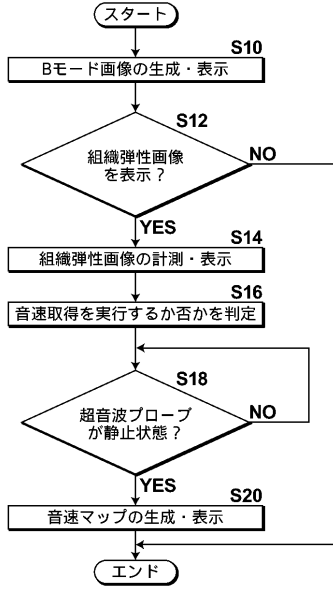 スタート
S10
Bモード画像の生成・表示
S12
組織弾性画像
を表示？
NO
YES
S14
組織弾性画像の計測・表示
S16
音速取得を実行するか否かを判定
S18
超音波プローブ
が静止状態？
NO
YES
S20
音速マップの生成・表示
エンド